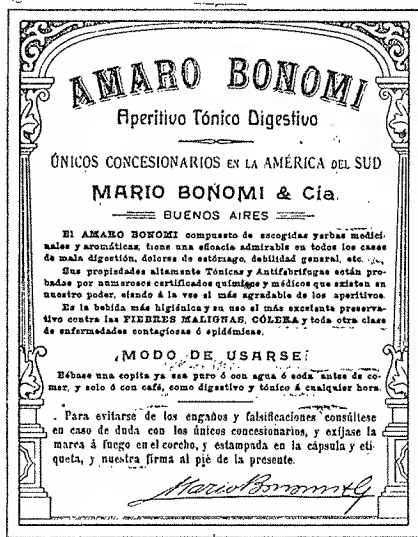 AMARO BONOMI
Aperitivo Tónico Digestivo
ÚNICOS CONCESIONARIOS EN LA AMÉRICA DEL SUD
MARIO BONOMI & Cía.
BUENOS AIRES
El AMARO BONOMI compuesto de escogidas yerbas medici-
nales y aromáticas, tiene una eficacia admirable en todos los casos
de mala digestión, dolores de estómago, debilidad general, etc.
Sus propiedades altamente Tónicas y Antifebrífugas están pro-
badas por numerosos certificados químicos y médicos que existen en
nuestro poder, siendo á la vez el más agradable de los aperitivos.
Es la bebida más higiénica y su uso el más excelente preserva-
tivo contra las FIEBRES MALIGNAS, CÓLERA y toda otra clase
de enfermedades contagiosas ó epidémicas.
MODO DE USARSE:
Bébase una copita ya sea puro ó con agua ó soda antes de co-
mer, y solo ó con café, como digestivo y tónico á cualquier hora.
Para evitarse de los engaños y falsificaciones consúltese
en caso de duda con los únicos concesionarios, y exíjase la
marca á fuego en el corcho, y estampada en la cápsula y eti-
queta, y nuestra firma al pié de la presente.
Mario Bonomi & Cª